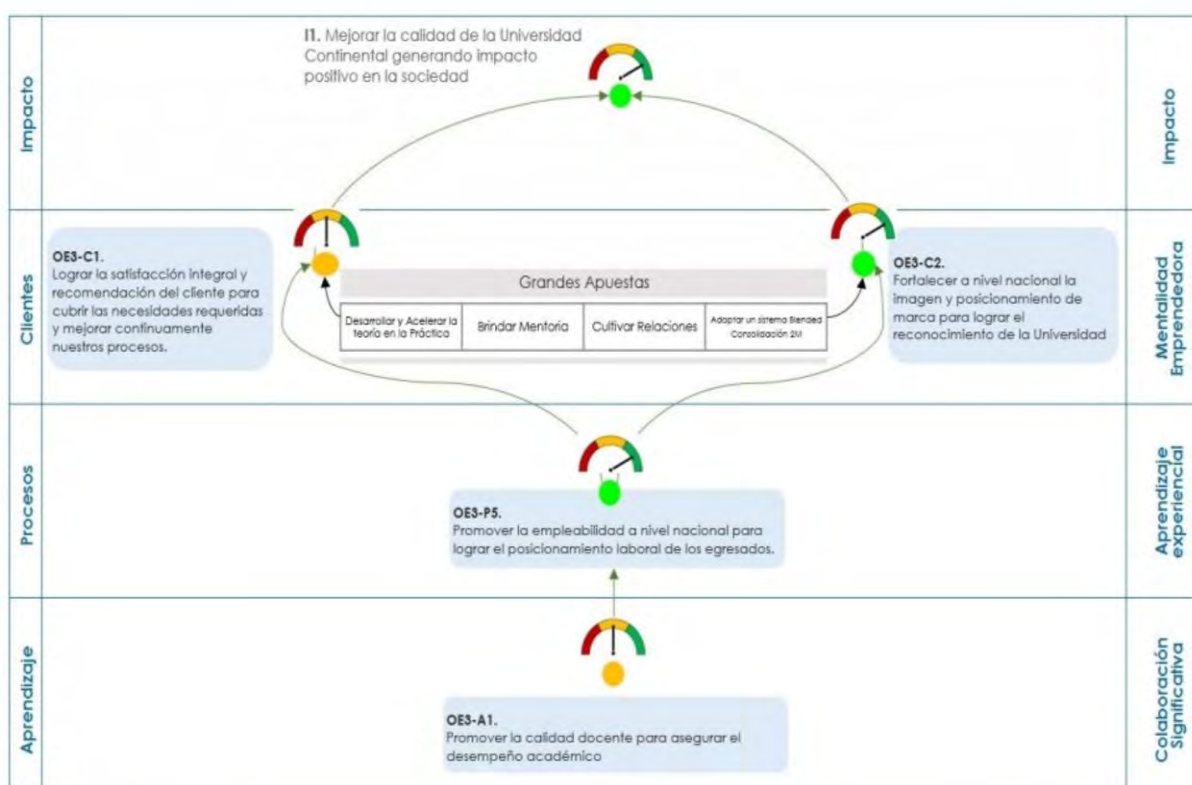 Impacto
I1. Mejorar la calidad de la Universidad
Continental generando impacto
positivo en la sociedad
Impacto
Clientes
OE3-C1.
Lograr la satisfacción integral y
recomendación del cliente para
cubrir las necesidades requeridas
y mejorar continuamente
nuestros procesos.
Grandes Apuestas
Desarrollar y Acelerar la
teoría en la Práctica
Brindar Mentoría
Cultivar Relaciones
Adaptar un sistema Blended
Consolidación 2M
OE3-C2.
Fortalecer a nivel nacional la
imagen y posicionamiento de
marca para lograr el
reconocimiento de la Universidad
Mentalidad
Emprendedora
Procesos
OE3-P5.
Promover la empleabilidad a nivel nacional para
lograr el posicionamiento laboral de los egresados.
Aprendizaje
experiencial
Aprendizaje
OE3-A1.
Promover la calidad docente para asegurar el
desempeño académico
Colaboración
Significativa